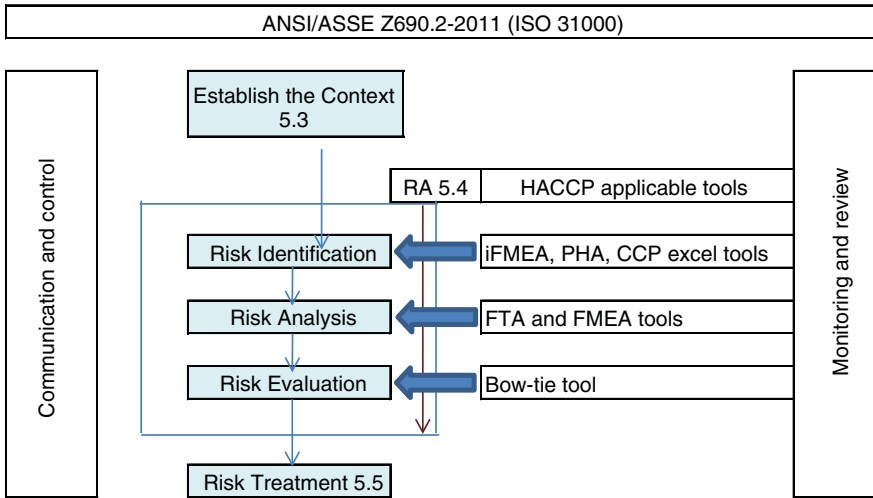 ANSI/ASSE Z690.2-2011 (ISO 31000)
Communication and control
Establish the Context
5.3
RA 5.4
HACCP applicable tools
Risk Identification
iFMEA, PHA, CCP excel tools
Risk Analysis
FTA and FMEA tools
Risk Evaluation
Bow-tie tool
Risk Treatment 5.5
Monitoring and review